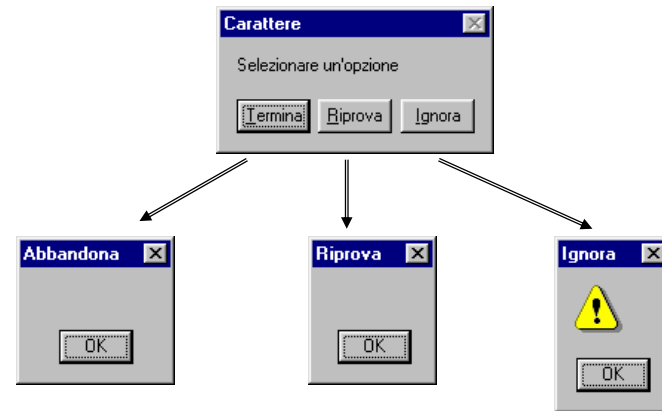 Carattere
Selezionare un'opzione
Termina Riprova Ignora
Abbandona Riprova Ignora
OK OK OK